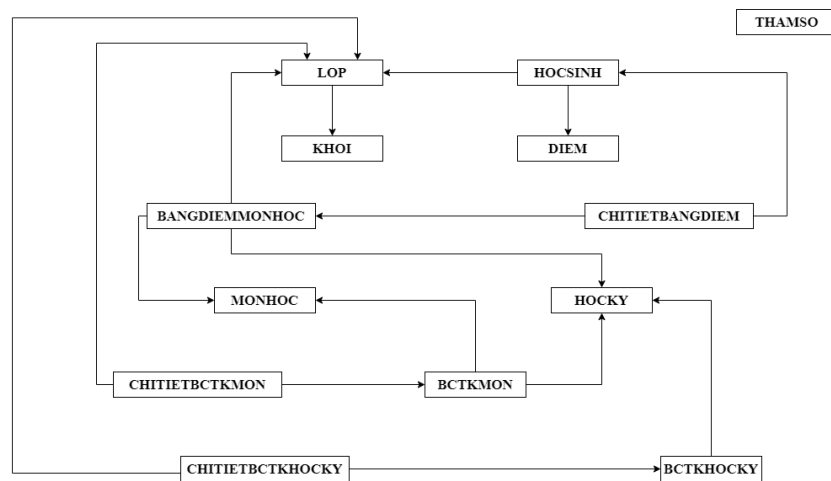 THAMSO
LOP
HOCSINH
KHOI
DIEM
BANGDIEMMONHOC
CHITIETBANGDIEM
MONHOC
HOCKY
CHITIETBCTKMON
BCTKMON
CHITIETBCTKHOCKY
BCTKHOCKY